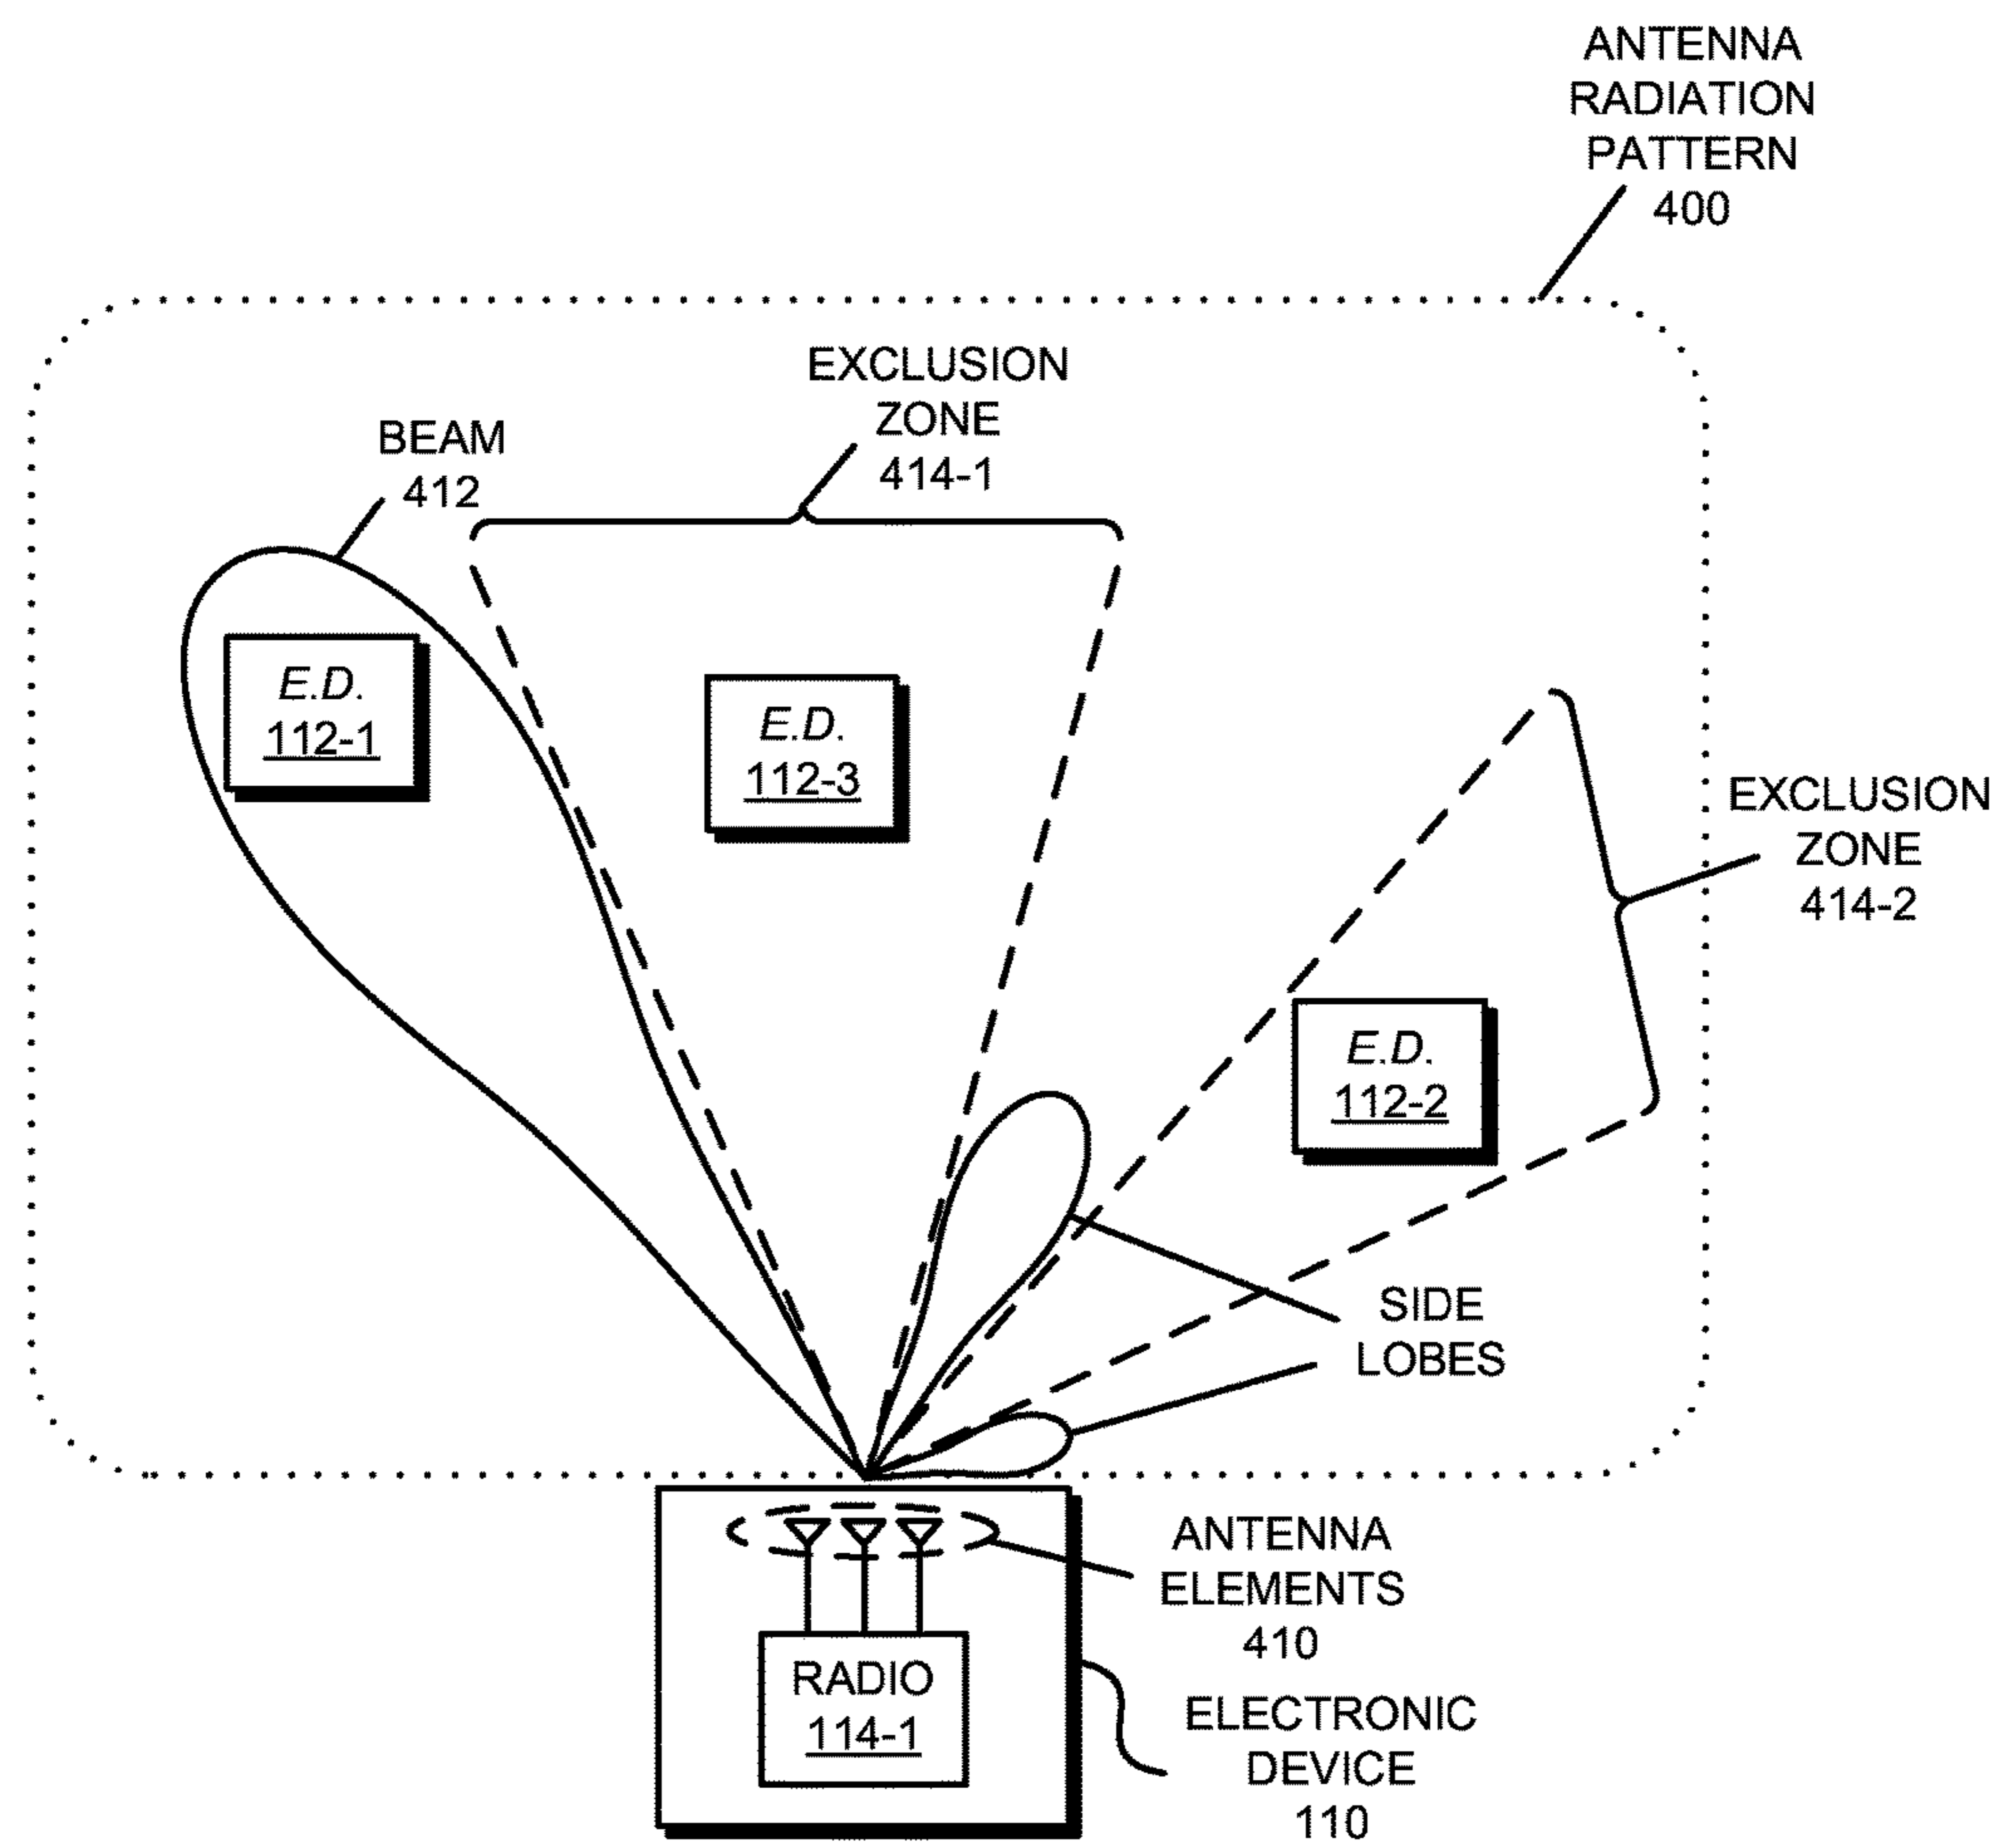 ANTENNA
RADIATION
PATTERN
400
EXCLUSION
ZONE
414-1
BEAM
412
E.D.
112-1
E.D.
112-3
EXCLUSION
ZONE
414-2
E.D.
112-2
SIDE
LOBES
ANTENNA
ELEMENTS
410
RADIO
114-1
ELECTRONIC
DEVICE
110